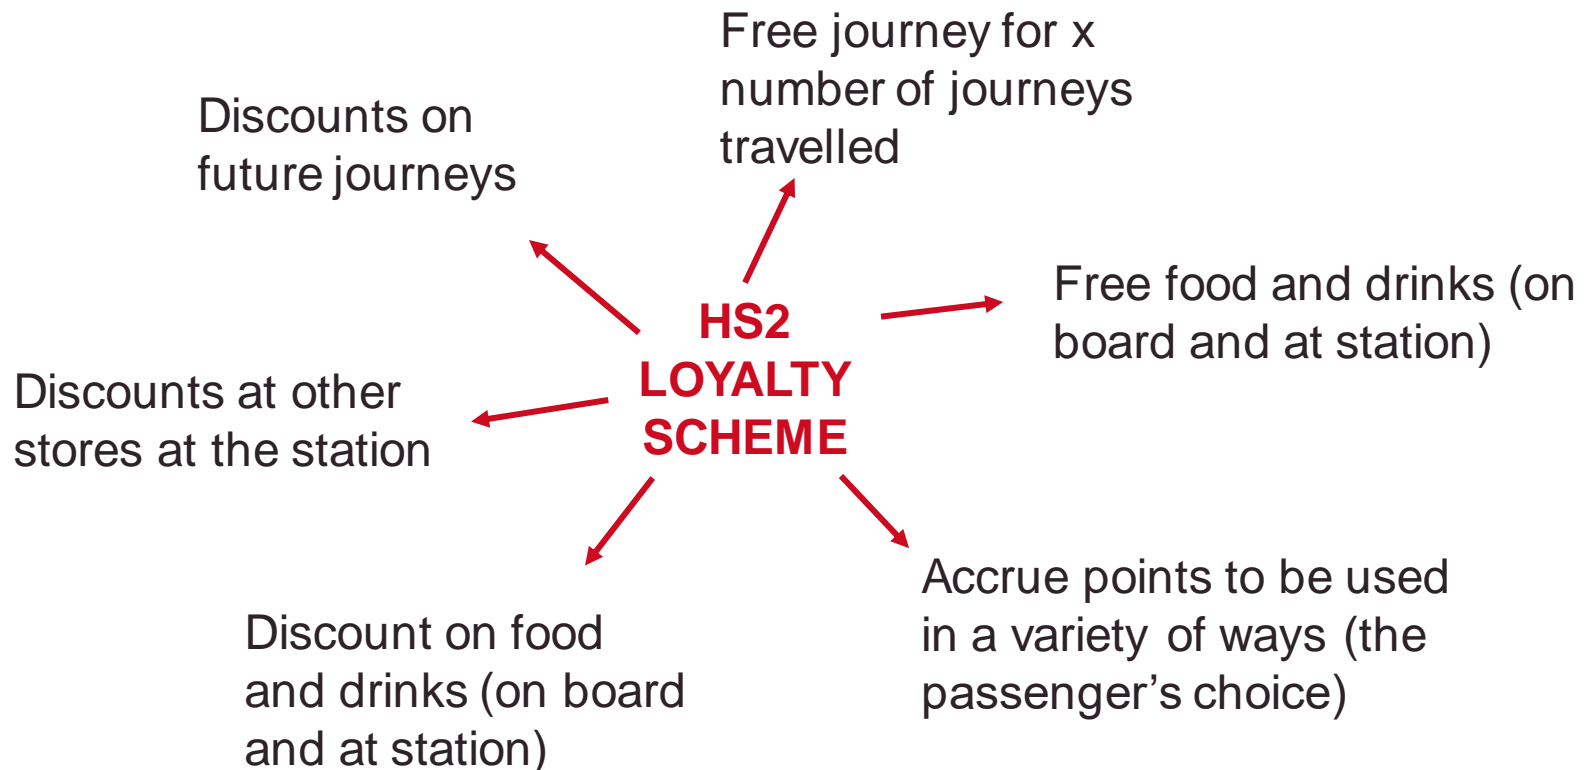 Free journey for x
number of journeys
travelled
Discounts on
future journeys
Free food and drinks (on
board and at station)
HS2
LOYALTY
SCHEME
Discounts at other
stores at the station
Accrue points to be used
in a variety of ways (the
passenger’s choice)
Discount on food
and drinks (on board
and at station)